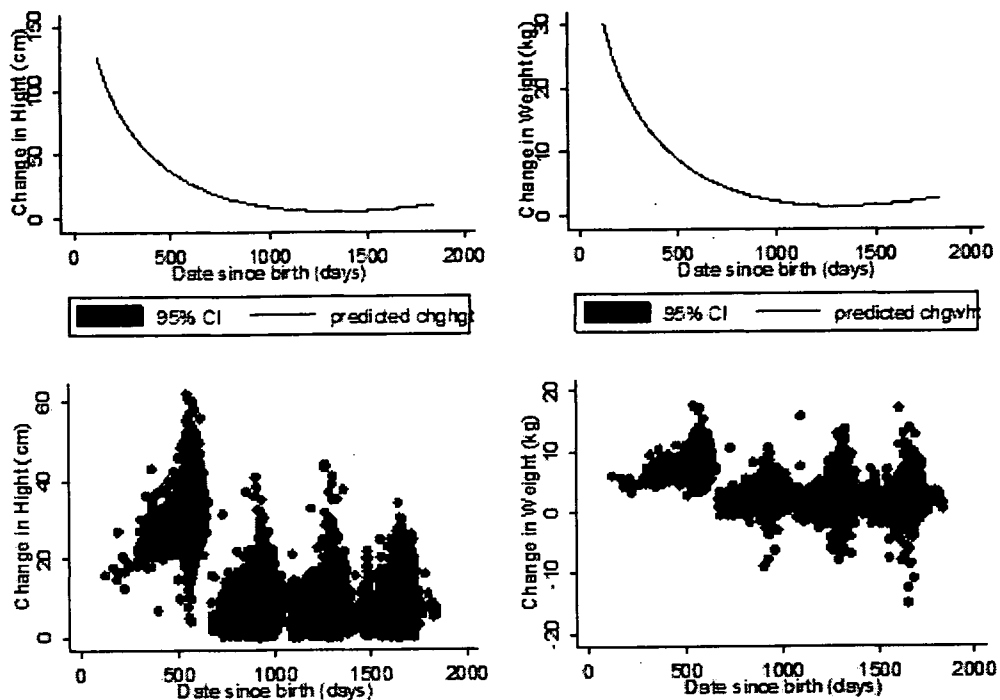 Change in Hight (cm)
150
100
50
0
0 500 1000 1500 2000
Date since birth (days)
95% CI predicted chghgt
Change in Weight (kg)
30
20
10
0
0 500 1000 1500 2000
Date since birth (days)
95% CI predicted chgwht
Change in Hight (cm)
60
40
20
0
0 500 1000 1500 2000
Date since birth (days)
Change in Weight (kg)
20
10
0
-10
-20
0 500 1000 1500 2000
Date since birth (days)